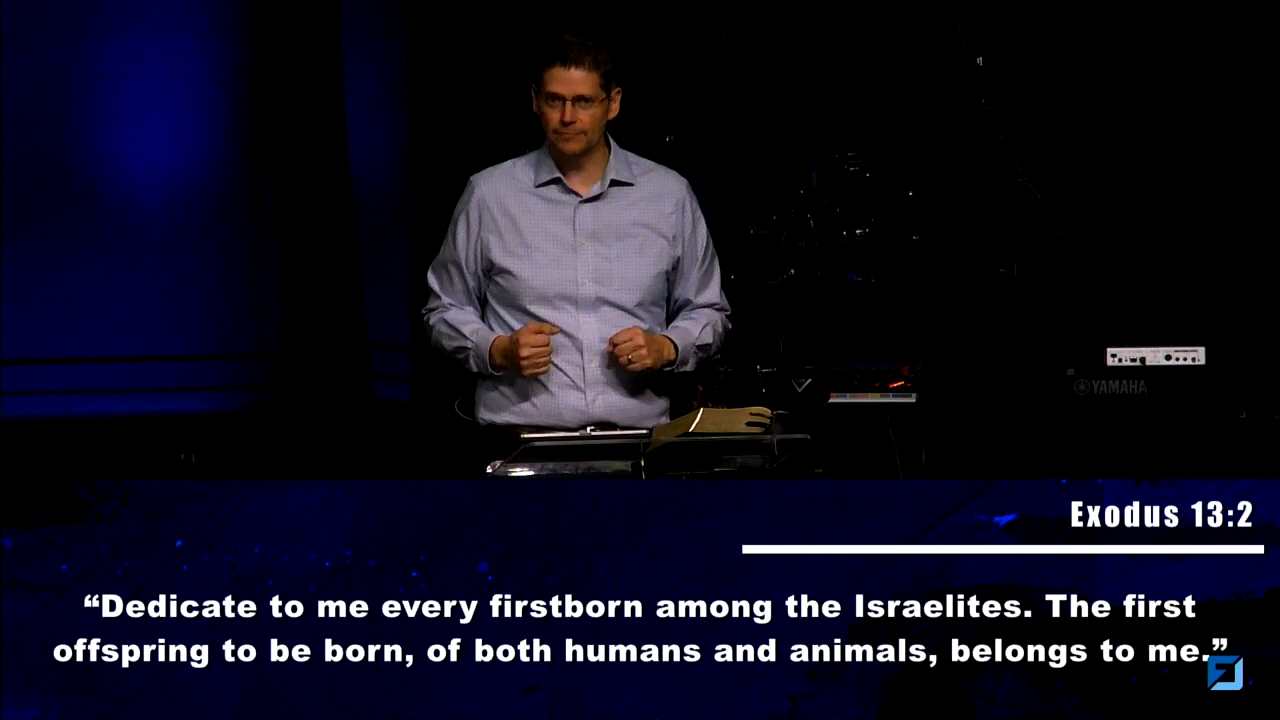 YAMAHA
Exodus 13:2
“Dedicate to me every firstborn among the Israelites. The first
offspring to be born, of both humans and animals, belongs to me.”